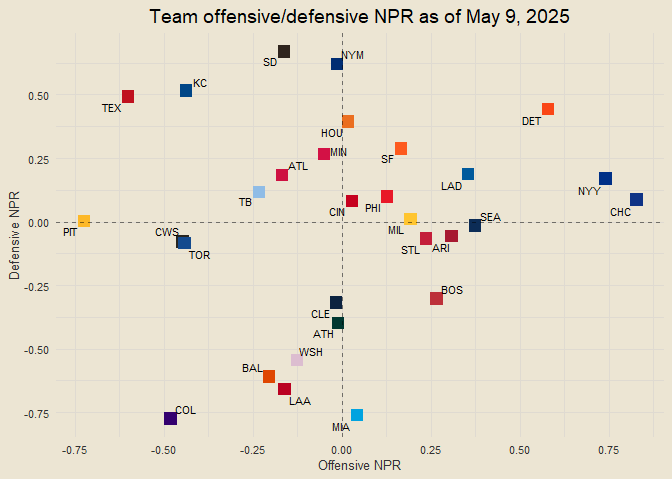 Team offensive/defensive NPR as of May 9, 2025
SD
NYM
KC
TEX
DET
HOU
MIN
SF
ATL
LAD
TB
NYY
CIN
PHI
CHC
PIT
CWS
MIL
SEA
TOR
STL
ARI
BOS
CLE
ATH
WSH
BAL
LAA
COL
MIA
0.50
0.25
0.00
-0.25
-0.50
-0.75
Defensive NPR
-0.75
-0.50
-0.25
0.00
0.25
0.50
0.75
Offensive NPR